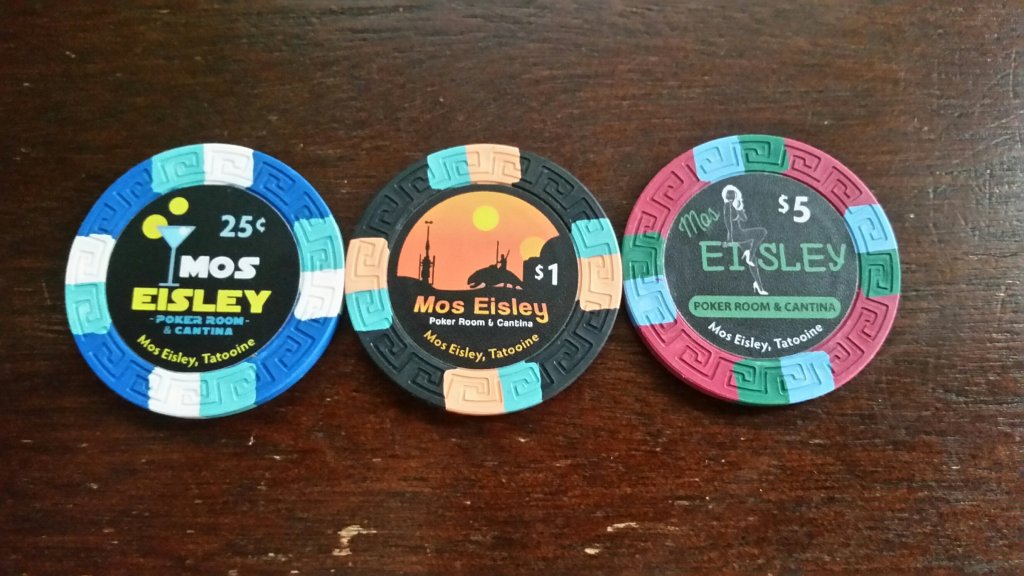 25¢
MOS
EISLEY
- POKER ROOM -
& CANTINA
Mos Eisley, Tatooine
$1
Mos Eisley
Poker Room & Cantina
Mos Eisley, Tatooine
$5
Mos
EISLEY
POKER ROOM & CANTINA
Mos Eisley, Tatooine